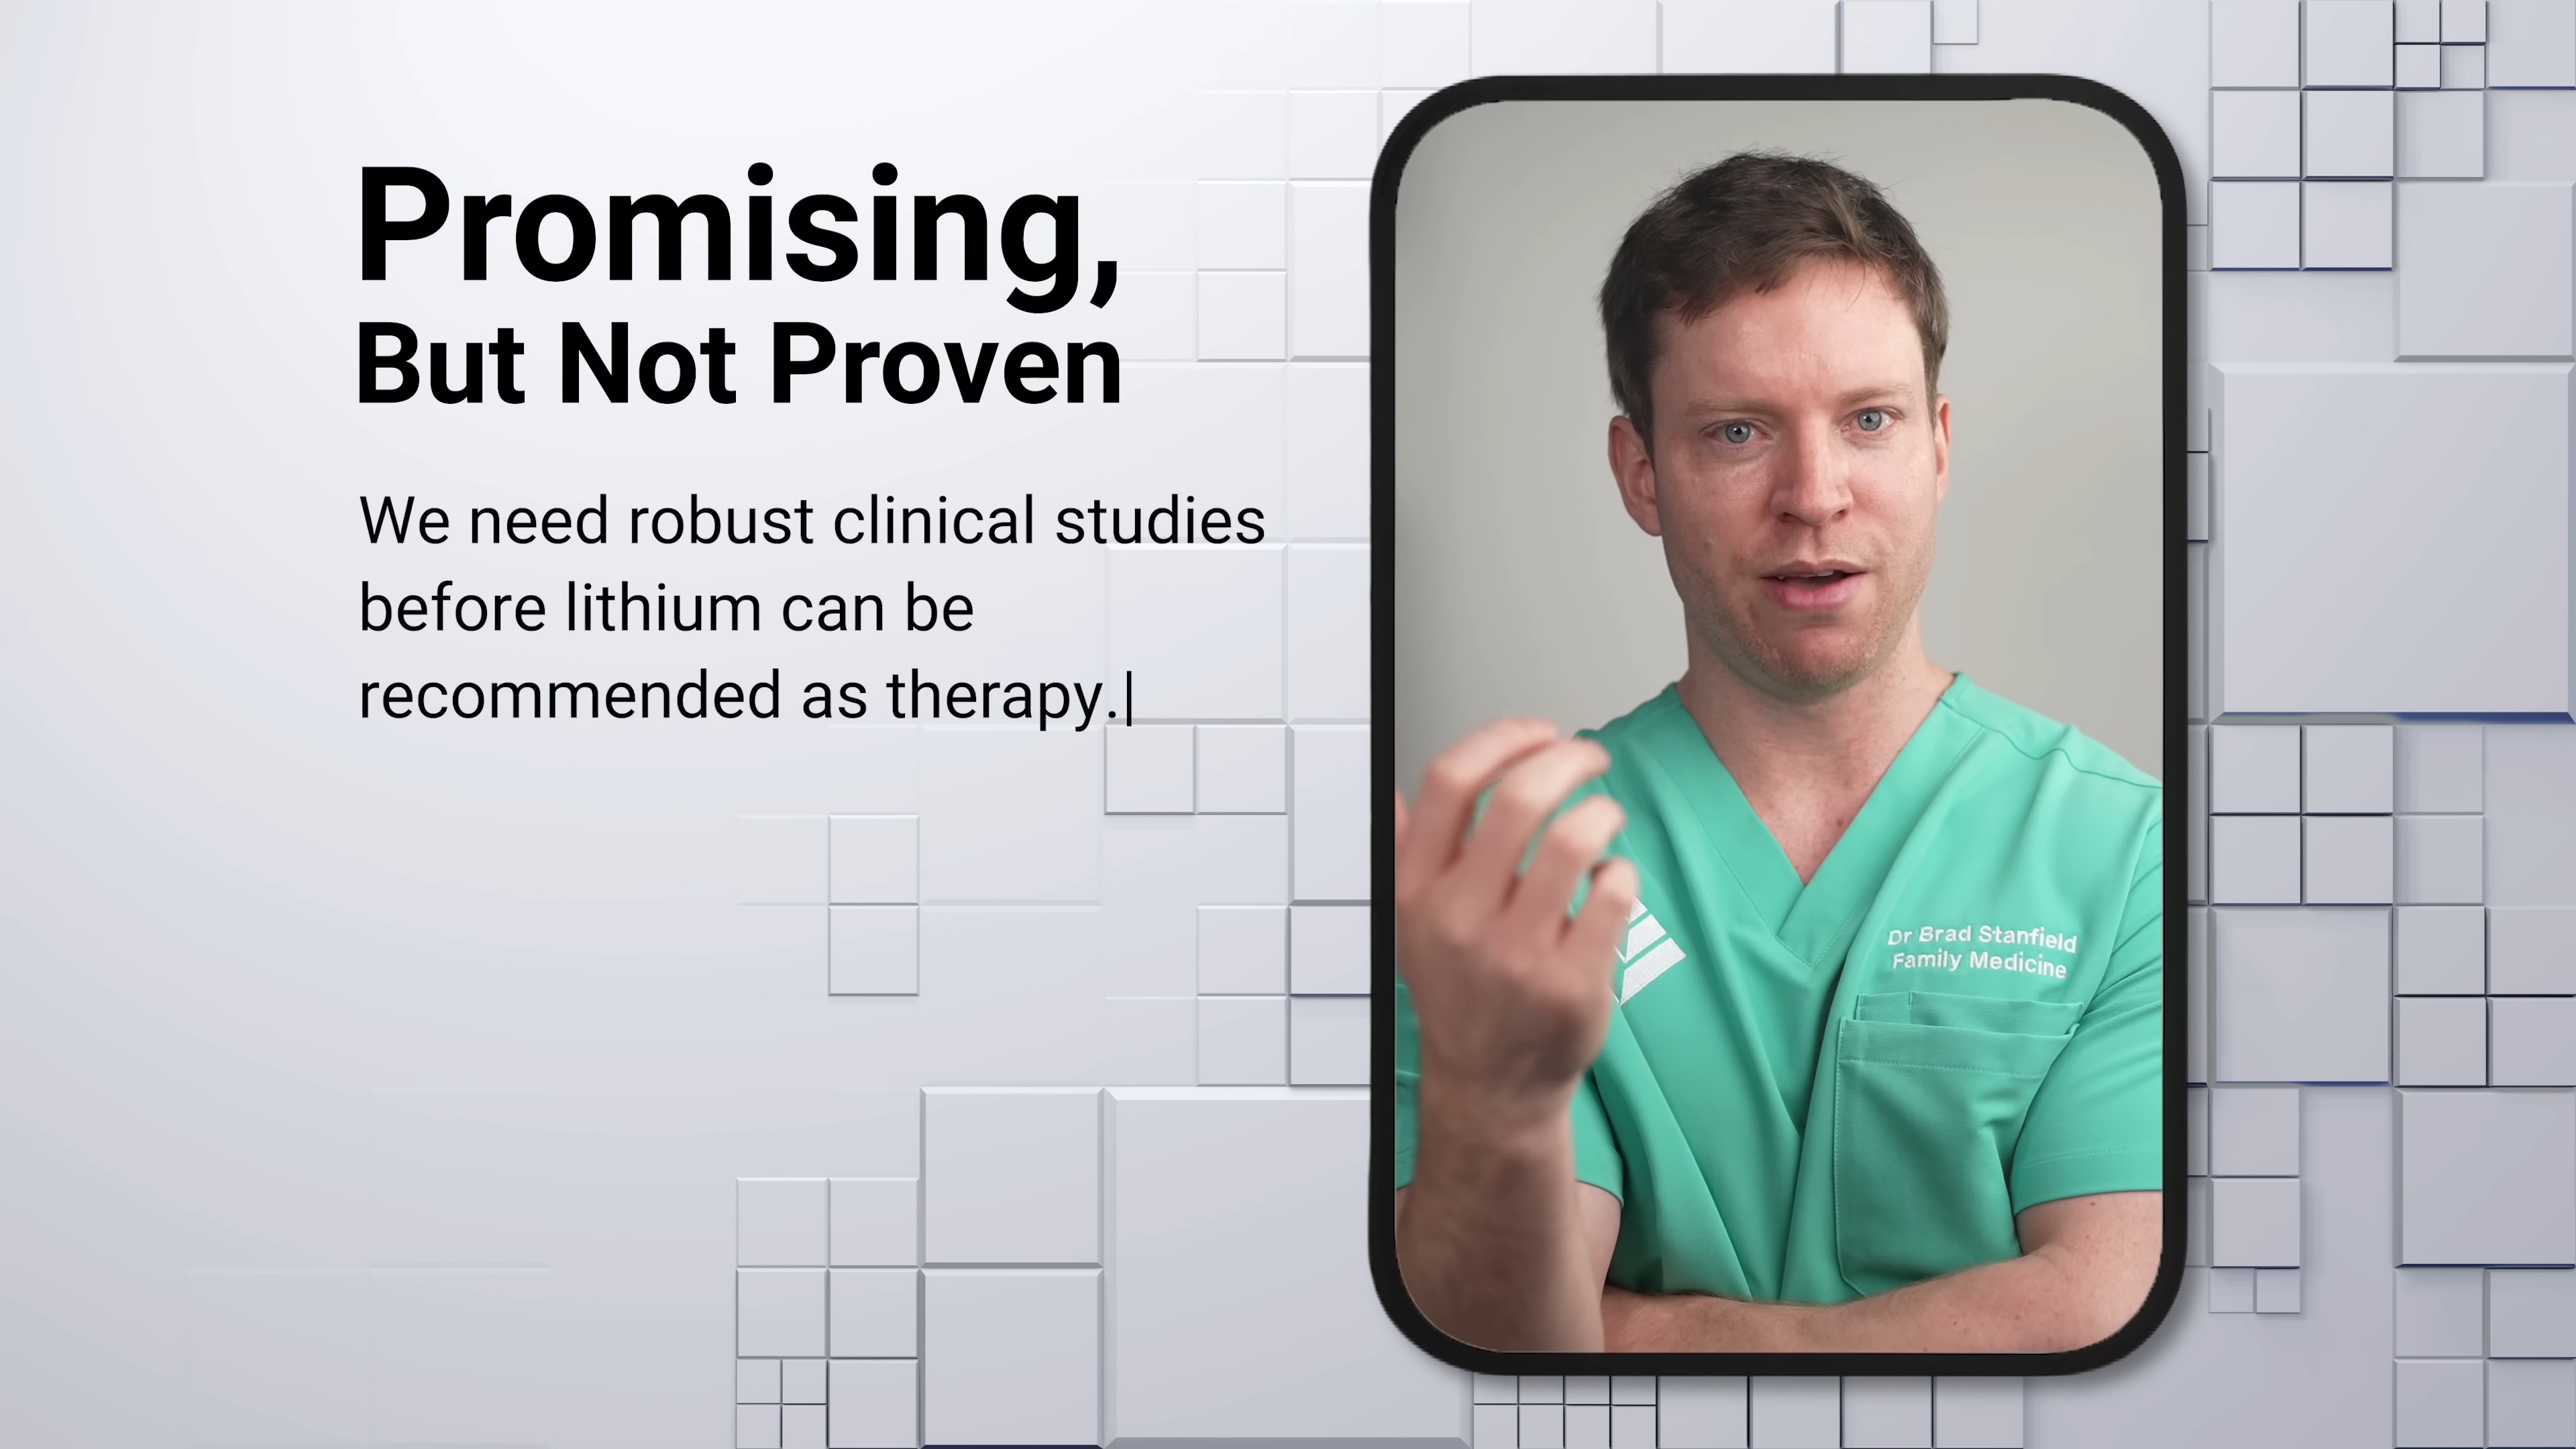 Promising,
But Not Proven
We need robust clinical studies
before lithium can be
recommended as therapy.|
Dr Brad Stanfield
Family Medicine